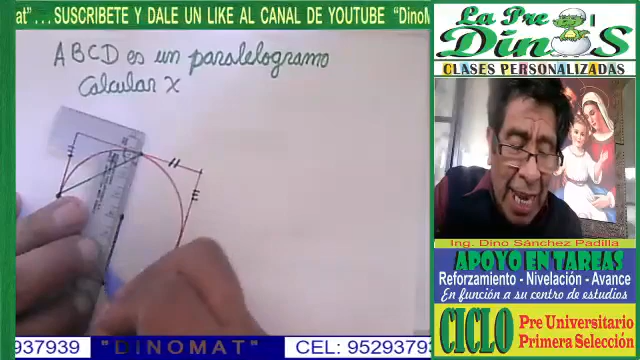 at"... SUSCRIBETE Y DALE UN LIKE AL CANAL DE YOUTUBE "DinoM
La Pre
DinoS
CLASES PERSONALIZADAS
ABCD es un paralelogramo
Calcular x
Ing. Dino Sánchez Padilla
APOYO EN TAREAS
Reforzamiento - Nivelación - Avance
En función a su centro de estudios
CICLO Pre Universitario
Primera Selección
937939 "DINOMAT" CEL: 95293793